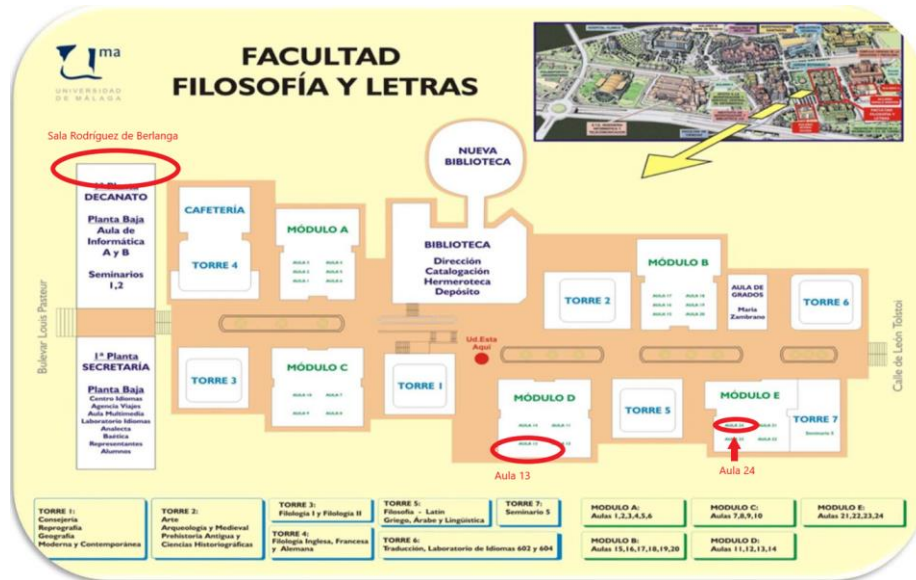 uma
UNIVERSIDAD
DE MÁLAGA
FACULTAD
FILOSOFÍA Y LETRAS
Sala Rodríguez de Berlanga
DECANATO
Planta Baja
Aula de
Informática
A y B
Seminarios
1,2
CAFETERÍA
TORRE 4
MÓDULO A
NUEVA
BIBLIOTECA
BIBLIOTECA
Dirección
Catalogación
Hermeroteca
Depósito
TORRE 2
MÓDULO B
AULA DE
GRADOS
María
Zambrano
TORRE 6
Bulevar Louis Pasteur
Calle de León Tolstoi
1ª Planta
SECRETARÍA
Planta Baja
Centro Idiomas
Agencia Viajes
Aula Multimedia
Laboratorio Idiomas
Analecta
Baética
Representantes
Alumnos
TORRE 3
MÓDULO C
TORRE 1
Ud.Esta
Aquí
MÓDULO D
TORRE 5
MÓDULO E
TORRE 7
Seminario 5
Aula 13
Aula 24
TORRE 1:
Consejería
Reprografía
Geografía
Moderna y Contemporánea
TORRE 2:
Arte
Arqueología y Medieval
Prehistoria Antigua y
Ciencias Historiográficas
TORRE 3:
Filología I y Filología II
TORRE 4:
Filología Inglesa, Francesa
y Alemana
TORRE 5:
Filosofía - Latín
Griego, Árabe y Lingüística
TORRE 6:
Traducción, Laboratorio de Idiomas 602 y 604
TORRE 7:
Seminario 5
MODULO A:
Aulas 1,2,3,4,5,6
MODULO B:
Aulas 15,16,17,18,19,20
MODULO C:
Aulas 7,8,9,10
MODULO D:
Aulas 11,12,13,14
MODULO E:
Aulas 21,22,23,24